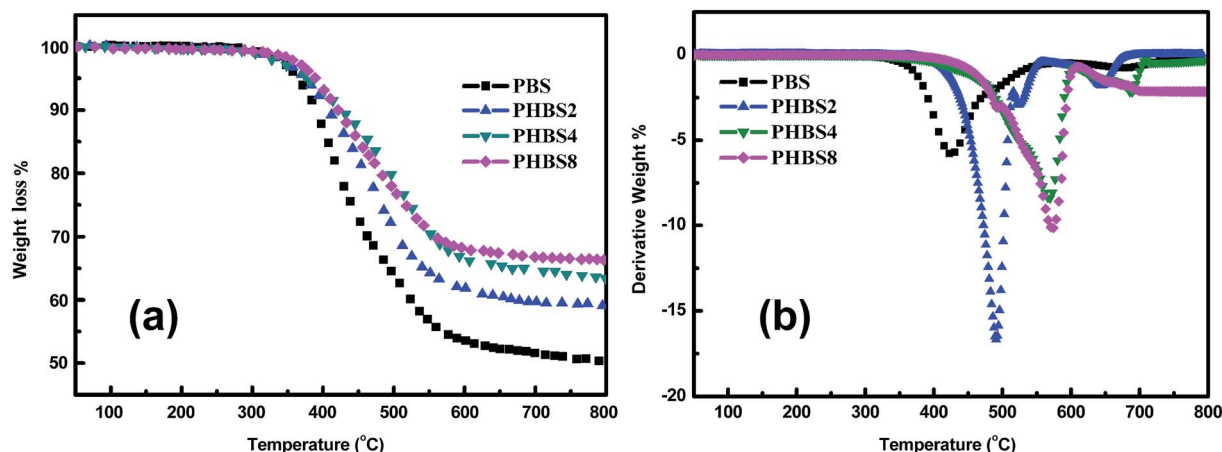 100
90
80
70
60
50
Weight loss %
PBS
PHBS2
PHBS4
PHBS8
(a)
100 200 300 400 500 600 700 800
Temperature (°C)
0
-5
-10
-15
-20
Derivative Weight %
PBS
PHBS2
PHBS4
PHBS8
(b)
100 200 300 400 500 600 700 800
Temperature (°C)